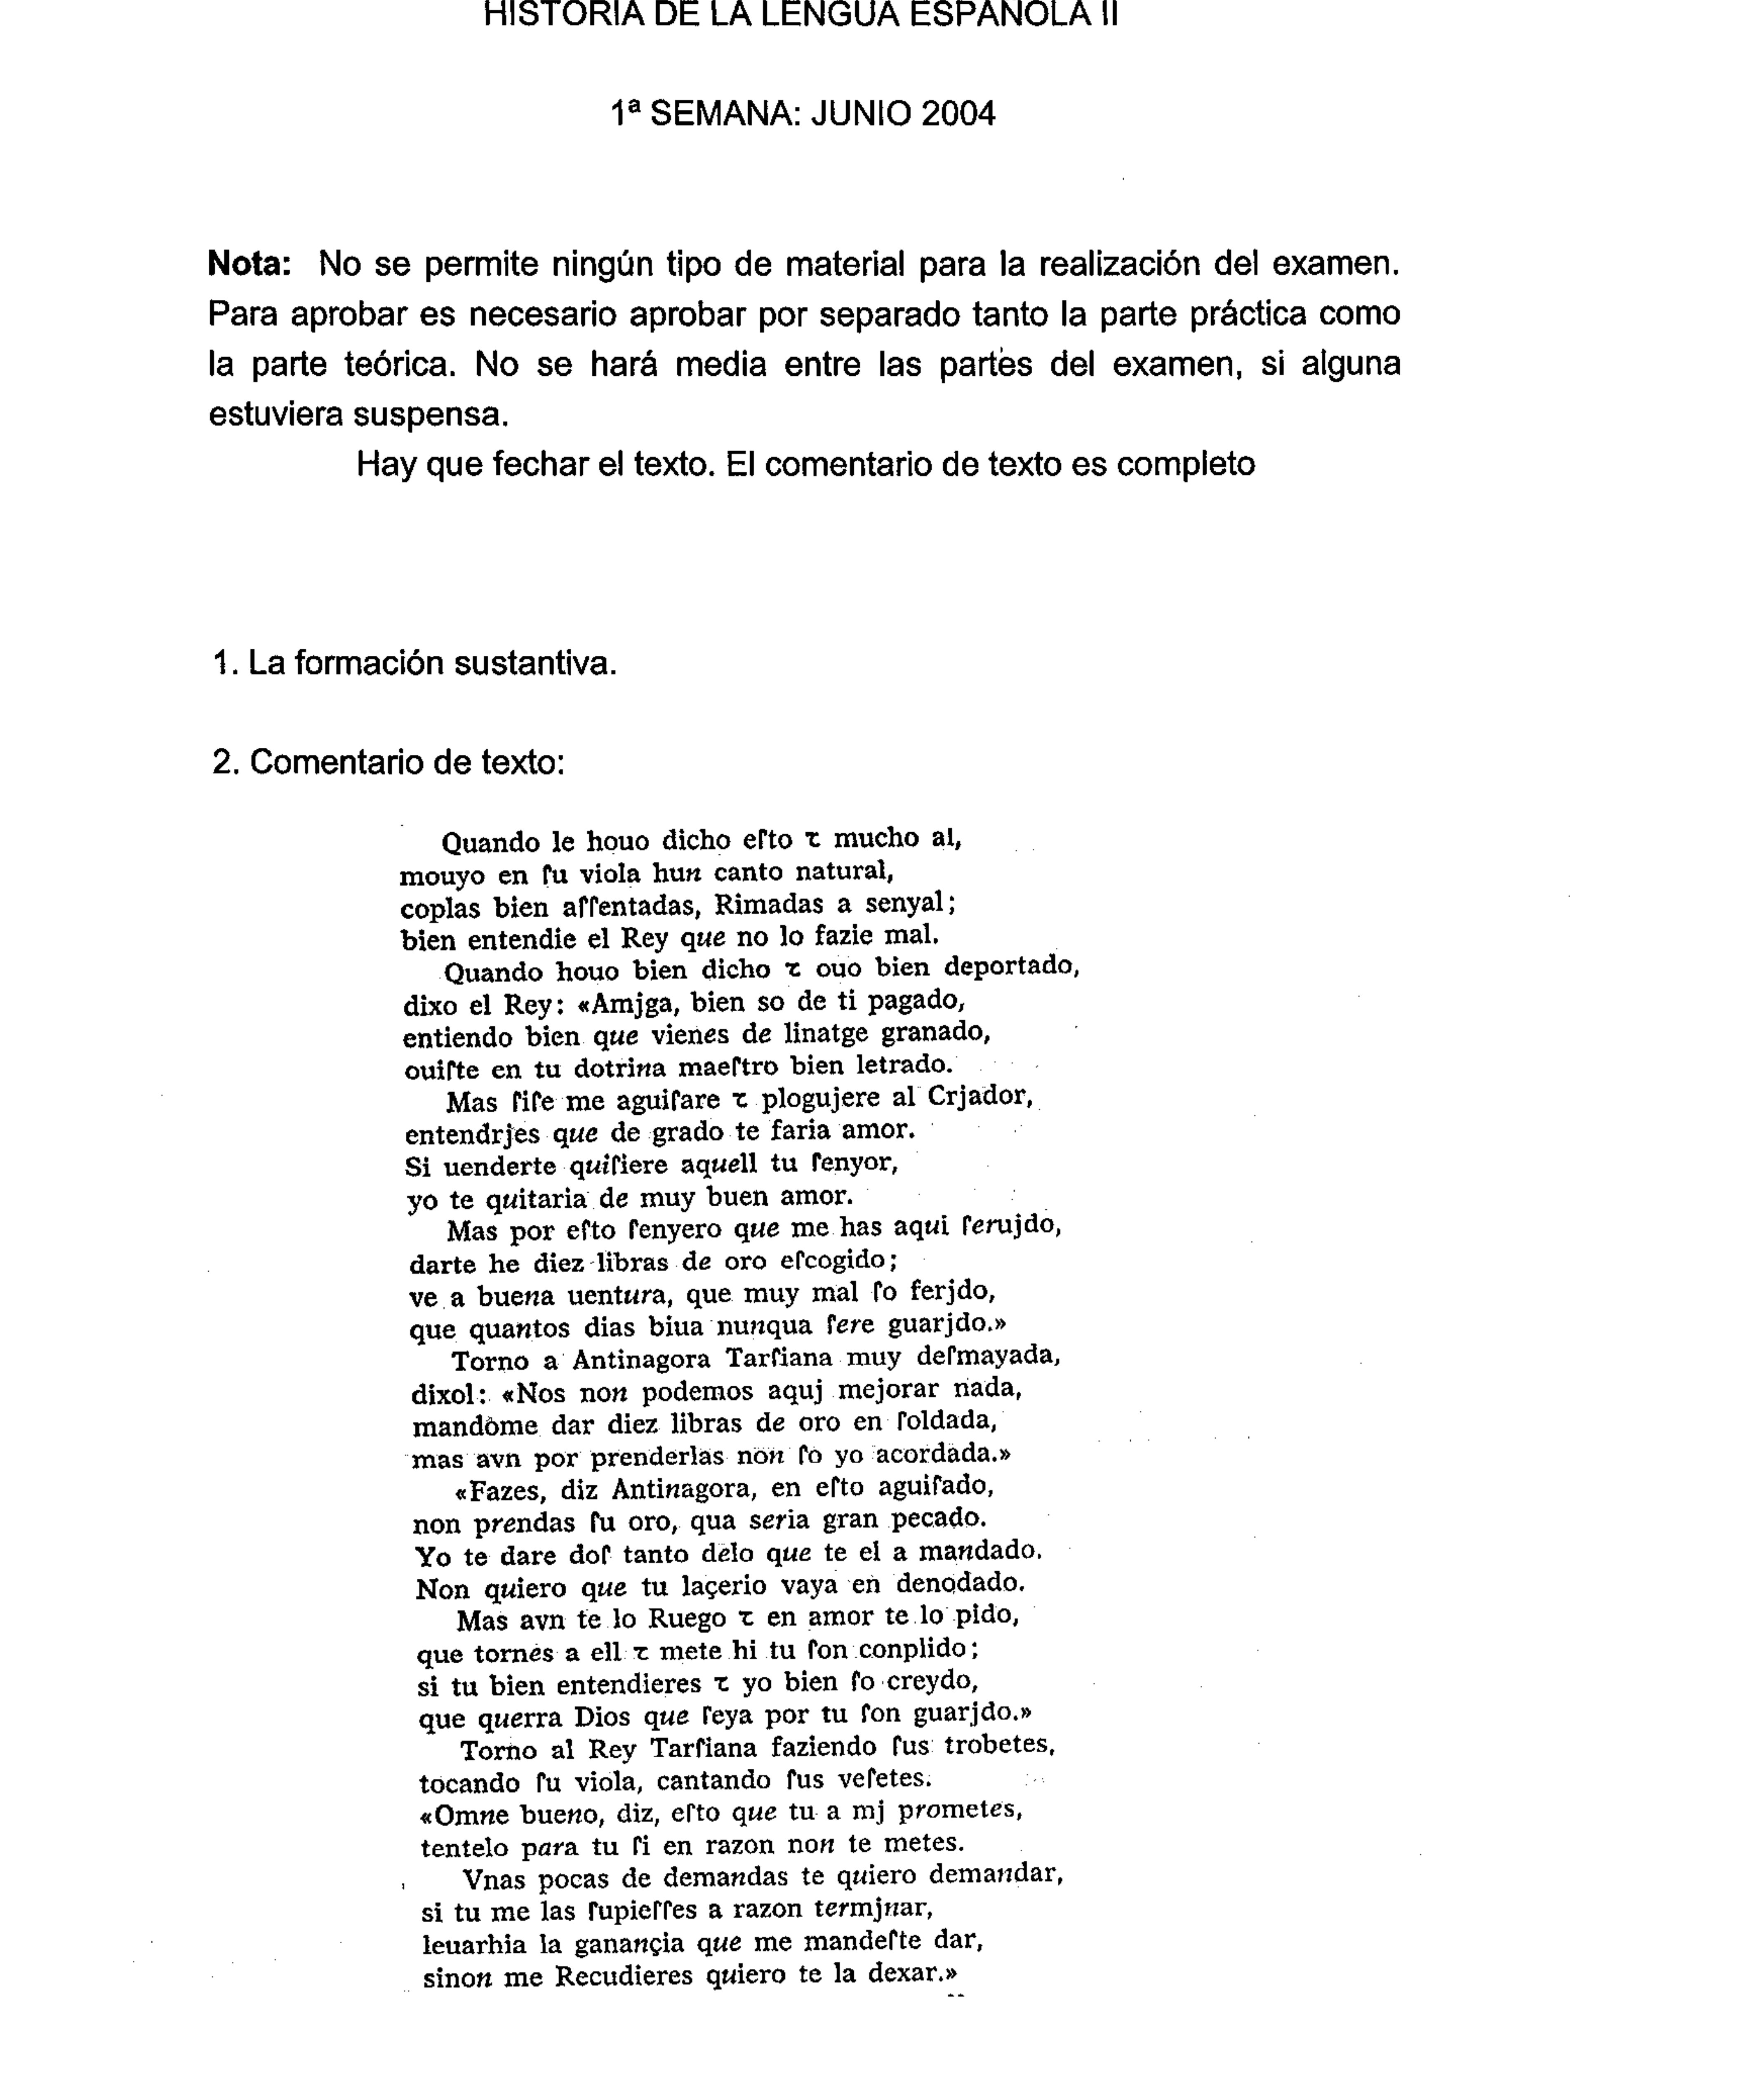 HISTORIA DE LA LENGUA ESPAÑOLA II
1ª SEMANA: JUNIO 2004
Nota: No se permite ningún tipo de material para la realización del examen.
Para aprobar es necesario aprobar por separado tanto la parte práctica como
la parte teórica. No se hará media entre las partes del examen, si alguna
estuviera suspensa.
Hay que fechar el texto. El comentario de texto es completo
1. La formación sustantiva.
2. Comentario de texto:
Quando le houo dicho eſto τ mucho al,
mouyo en ſu viola hun canto natural,
coplas bien aſſentadas, Rimadas a senyal;
bien entendie el Rey que no lo fazie mal.
Quando houo bien dicho τ ouo bien deportado,
dixo el Rey: «Amjga, bien so de ti pagado,
entiendo bien que vienes de linatge granado,
ouiſte en tu dotrina maeſtro bien letrado.
Mas ſiſe me aguiſare τ plogujere al Crjador,
entendrjes que de grado te faria amor.
Si uenderte quiſiere aquell tu ſenyor,
yo te quitaria de muy buen amor.
Mas por eſto ſenyero que me has aqui ſerujdo,
darte he diez libras de oro eſcogido;
ve a buena uentura, que muy mal ſo ferjdo,
que quantos dias biua nunqua ſere guarjdo.»
Torno a Antinagora Tarſiana muy deſmayada,
dixol: «Nos non podemos aquj mejorar nada,
mandome dar diez libras de oro en ſoldada,
mas avn por prenderlas non ſo yo acordada.»
«Fazes, diz Antinagora, en eſto aguiſado,
non prendas ſu oro, qua seria gran pecado.
Yo te dare doſ tanto delo que te el a mandado.
Non quiero que tu laçerio vaya en denodado.
Mas avn te lo Ruego τ en amor te lo pido,
que tornes a ell τ mete hi tu ſon conplido;
si tu bien entendieres τ yo bien ſo creydo,
que querra Dios que ſeya por tu ſon guarjdo.»
Torno al Rey Tarſiana faziendo ſus trobetes,
tocando ſu viola, cantando ſus veſetes.
«Omne bueno, diz, eſto que tu a mj prometes,
tentelo para tu ſi en razon non te metes.
Vnas pocas de demandas te quiero demandar,
si tu me las ſupieſſes a razon termjnar,
leuarhia la ganançia que me mandeſte dar,
sinon me Recudieres quiero te la dexar.»